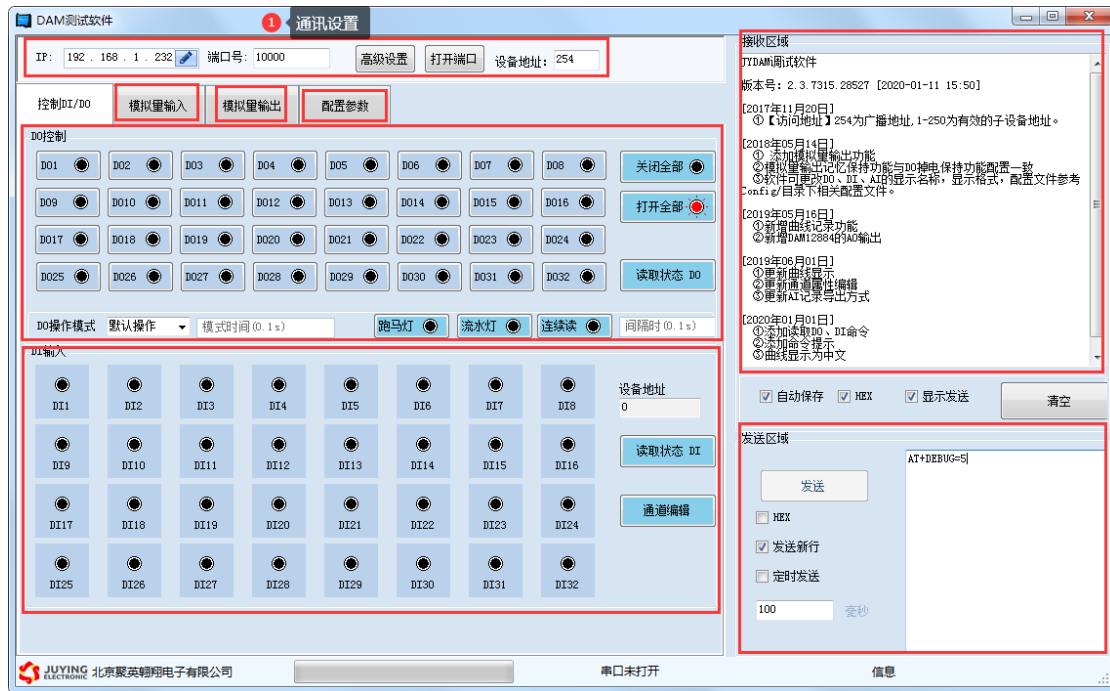 DAM测试软件
1 通讯设置
IP: 192 . 168 . 1 . 232 端口号: 10000 高级设置 打开端口 设备地址: 254
控制DI/DO 模拟量输入 模拟量输出 配置参数
DO控制
DO1 DO2 DO3 DO4 DO5 DO6 DO7 DO8 关闭全部
DO9 DO10 DO11 DO12 DO13 DO14 DO15 DO16 打开全部
DO17 DO18 DO19 DO20 DO21 DO22 DO23 DO24
DO25 DO26 DO27 DO28 DO29 DO30 DO31 DO32 读取状态 DO
DO操作模式 默认操作 模式时间(0.1s) 跑马灯 流水灯 连续读 间隔时(0.1s)
DI输入
DI1 DI2 DI3 DI4 DI5 DI6 DI7 DI8
设备地址
0
DI9 DI10 DI11 DI12 DI13 DI14 DI15 DI16 读取状态 DI
DI17 DI18 DI19 DI20 DI21 DI22 DI23 DI24 通道编辑
DI25 DI26 DI27 DI28 DI29 DI30 DI31 DI32
接收区域
JYDAM调试软件
版本号: 2.3.7315.28527 [2020-01-11 15:50]
[2017年11月20日]
①【访问地址】254为广播地址,1-250为有效的子设备地址。
[2018年05月14日]
① 添加模拟量输出功能
②模拟量输出记忆保持功能与DO掉电保持功能配置一致
③软件可更改DO、DI、AI的显示名称，显示格式，配置文件参考
Config/目录下相关配置文件。
[2019年05月16日]
①新增曲线记录功能
②新增DAM12884的AO输出
[2019年06月01日]
①更新曲线显示
②更新通道属性编辑
③更新AI记录导出方式
[2020年01月01日]
①添加读取DO、DI命令
②添加命令提示
③曲线显示为中文
自动保存 HEX 显示发送 清空
发送区域
AT+DEBUG=5
发送
HEX
发送新行
定时发送
100 毫秒
JUYING ELECTRONIC 北京聚英翱翔电子有限公司 串口未打开 信息